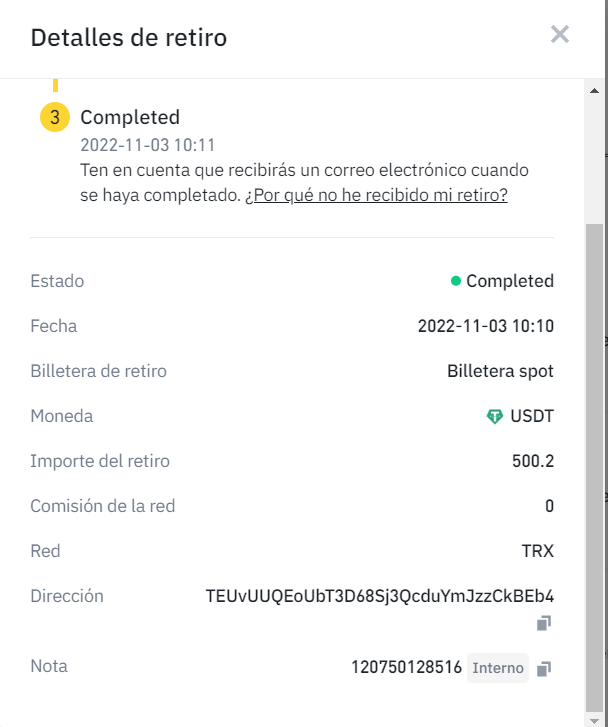 Detalles de retiro
3 Completed
2022-11-03 10:11
Ten en cuenta que recibirás un correo electrónico cuando
se haya completado. ¿Por qué no he recibido mi retiro?
Estado Completed
Fecha 2022-11-03 10:10
Billetera de retiro Billetera spot
Moneda USDT
Importe del retiro 500.2
Comisión de la red 0
Red TRX
Dirección TEUvUUQEoUbT3D68Sj3QcduYmJzzCkBEb4
Nota 120750128516 Interno